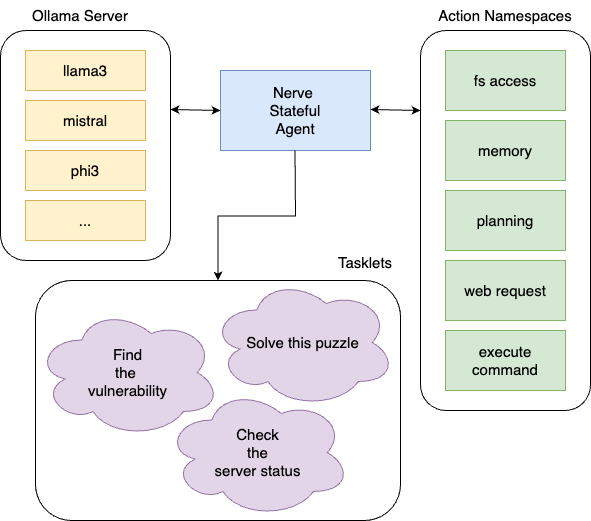 Ollama Server
llama3
mistral
phi3
...
Nerve
Stateful
Agent
Action Namespaces
fs access
memory
planning
web request
execute
command
Tasklets
Find
the
vulnerability
Solve this puzzle
Check
the
server status